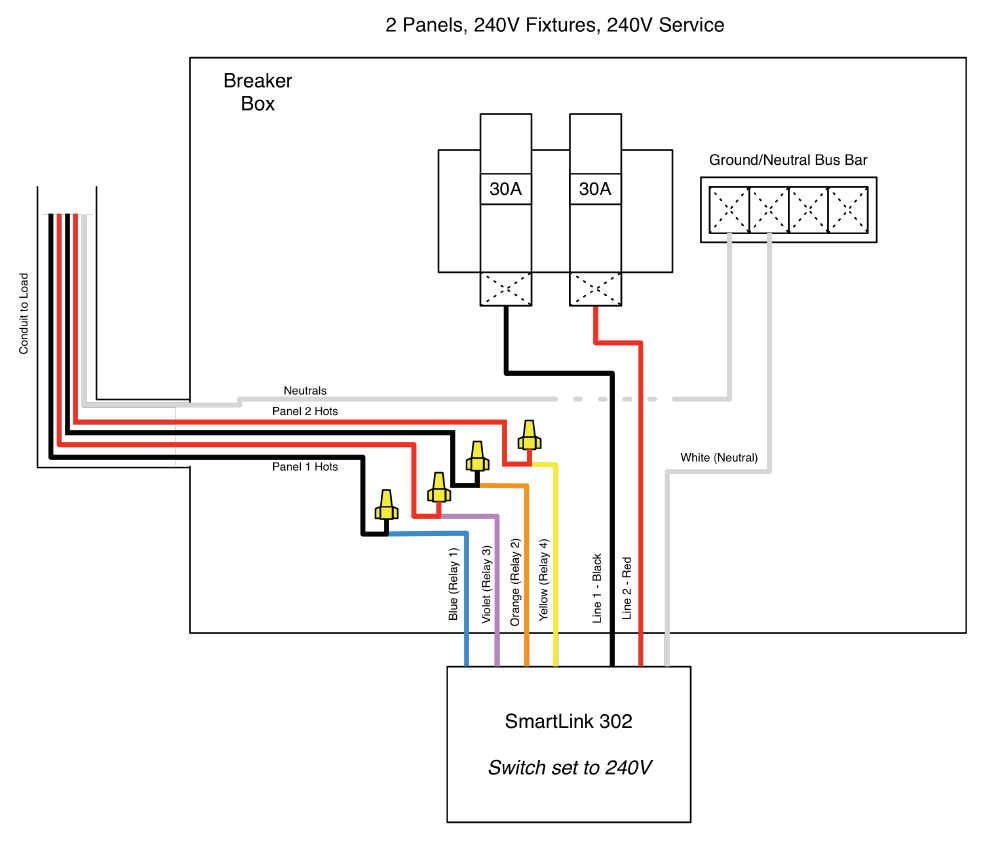 2 Panels, 240V Fixtures, 240V Service
Breaker
Box
Ground/Neutral Bus Bar
30A
30A
Conduit to Load
Neutrals
Panel 2 Hots
Panel 1 Hots
White (Neutral)
Blue (Relay 1)
Violet (Relay 3)
Orange (Relay 2)
Yellow (Relay 4)
Line 1 - Black
Line 2 - Red
SmartLink 302
Switch set to 240V